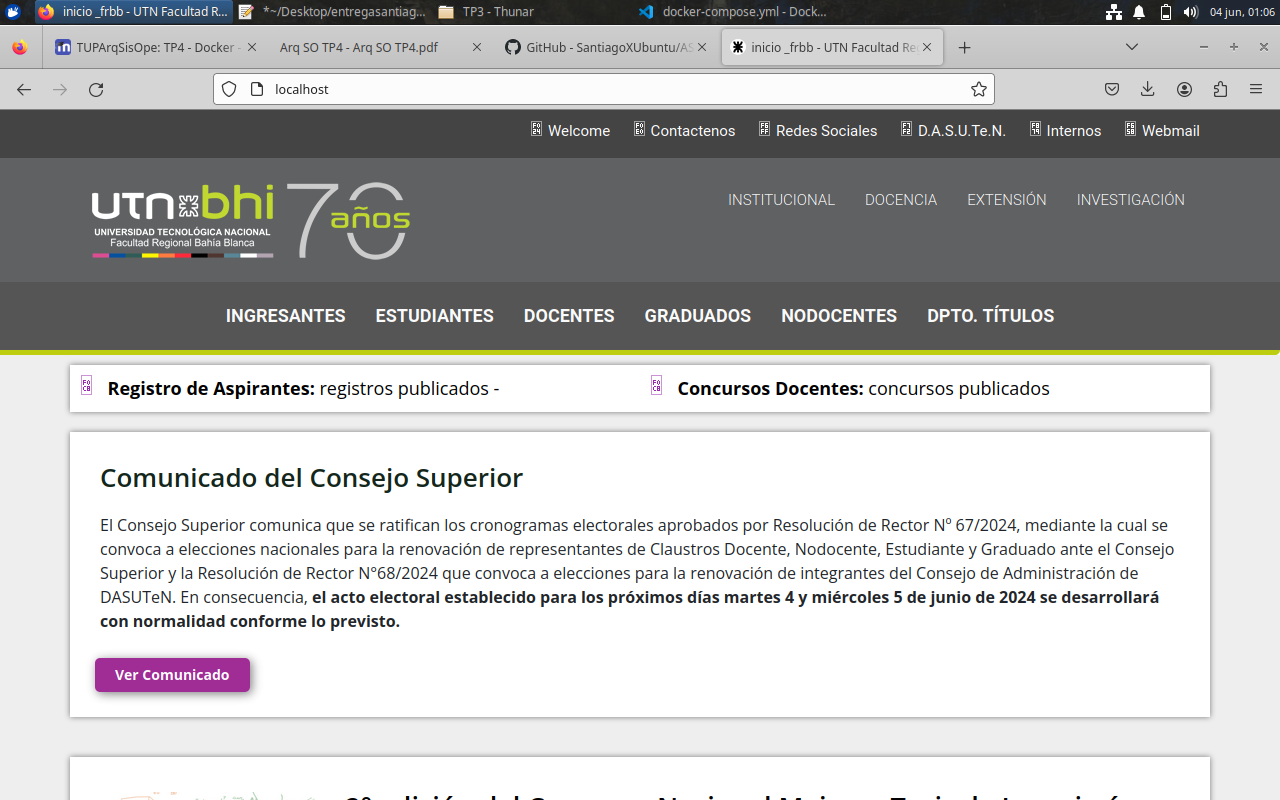 inicio _frbb - UTN Facultad R... *~/Desktop/entregasantiag... TP3 - Thunar docker-compose.yml - Dock... 04 jun, 01:06
TUPArqSisOpe: TP4 - Docker - Arq SO TP4 - Arq SO TP4.pdf GitHub - SantiagoXUbuntu/AS inicio _frbb - UTN Facultad Re
localhost
Welcome Contactenos Redes Sociales D.A.S.U.Te.N. Internos Webmail
UTN bhi 70 años
UNIVERSIDAD TECNOLÓGICA NACIONAL
Facultad Regional Bahía Blanca
INSTITUCIONAL DOCENCIA EXTENSIÓN INVESTIGACIÓN
INGRESANTES ESTUDIANTES DOCENTES GRADUADOS NODOCENTES DPTO. TÍTULOS
Registro de Aspirantes: registros publicados - Concursos Docentes: concursos publicados
Comunicado del Consejo Superior
El Consejo Superior comunica que se ratifican los cronogramas electorales aprobados por Resolución de Rector Nº 67/2024, mediante la cual se
convoca a elecciones nacionales para la renovación de representantes de Claustros Docente, Nodocente, Estudiante y Graduado ante el Consejo
Superior y la Resolución de Rector N°68/2024 que convoca a elecciones para la renovación de integrantes del Consejo de Administración de
DASUTeN. En consecuencia, el acto electoral establecido para los próximos días martes 4 y miércoles 5 de junio de 2024 se desarrollará
con normalidad conforme lo previsto.
Ver Comunicado